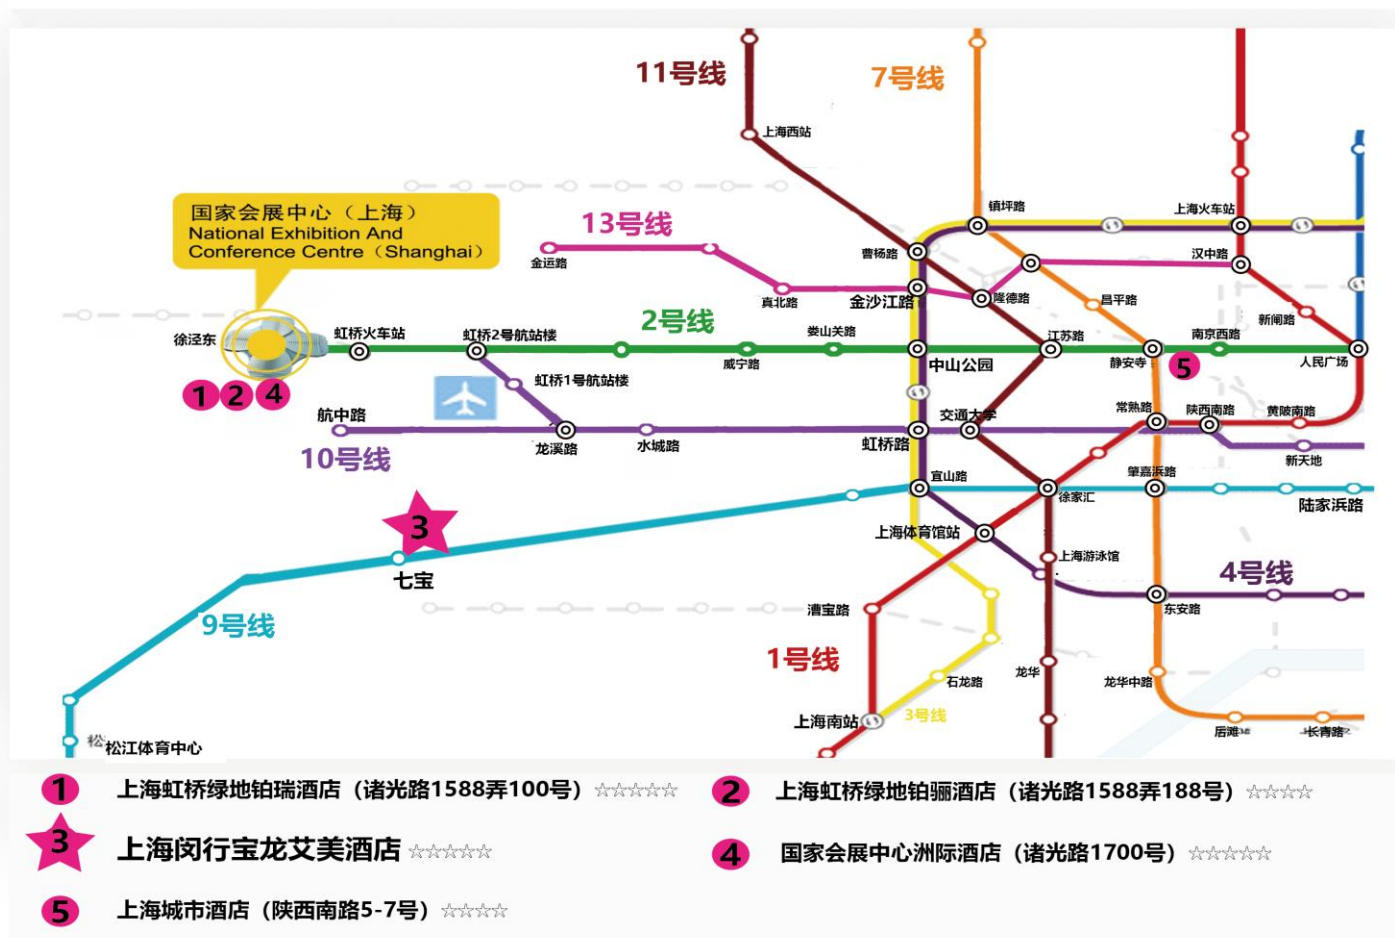 11号线
7号线
上海西站
镇坪路
上海火车站
国家会展中心（上海）
National Exhibition And
Conference Centre（Shanghai）
13号线
曹杨路
汉中路
金运路
真北路
金沙江路
隆德路
昌平路
新闸路
2号线
徐泾东
虹桥火车站
虹桥2号航站楼
娄山关路
江苏路
南京西路
威宁路
中山公园
静安寺
5
人民广场
虹桥1号航站楼
1
2
4
航中路
交通大学
常熟路
陕西南路
黄陂南路
10号线
龙溪路
水城路
虹桥路
新天地
宜山路
肇嘉浜路
徐家汇
陆家浜路
3
七宝
上海体育馆站
上海游泳馆
4号线
9号线
漕宝路
东安路
1号线
石龙路
龙华
龙华中路
上海南站
3号线
后滩
长青路
松
松江体育中心
1 上海虹桥绿地铂瑞酒店（诸光路1588弄100号）☆☆☆☆☆
2 上海虹桥绿地铂骊酒店（诸光路1588弄188号）☆☆☆☆
3 上海闵行宝龙艾美酒店 ☆☆☆☆☆
4 国家会展中心洲际酒店（诸光路1700号）☆☆☆☆☆
5 上海城市酒店（陕西南路5-7号）☆☆☆☆